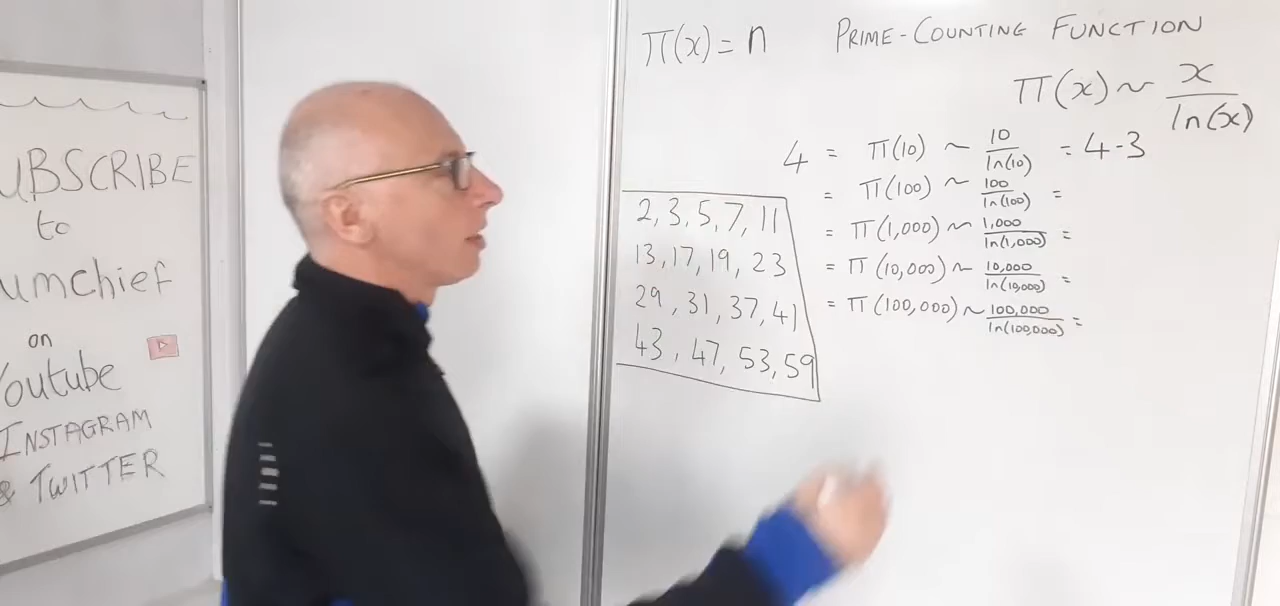 UBSCRIBE
to
umchief
on
Youtube
INSTAGRAM
& TWITTER
π(x) = n
PRIME-COUNTING FUNCTION
π(x) ~ x/ln(x)
4 = π(10) ~ 10/ln(10) = 4.3
= π(100) ~ 100/ln(100) =
= π(1,000) ~ 1,000/ln(1,000) =
= π(10,000) ~ 10,000/ln(10,000) =
= π(100,000) ~ 100,000/ln(100,000) =
2, 3, 5, 7, 11
13, 17, 19, 23
29, 31, 37, 41
43, 47, 53, 59